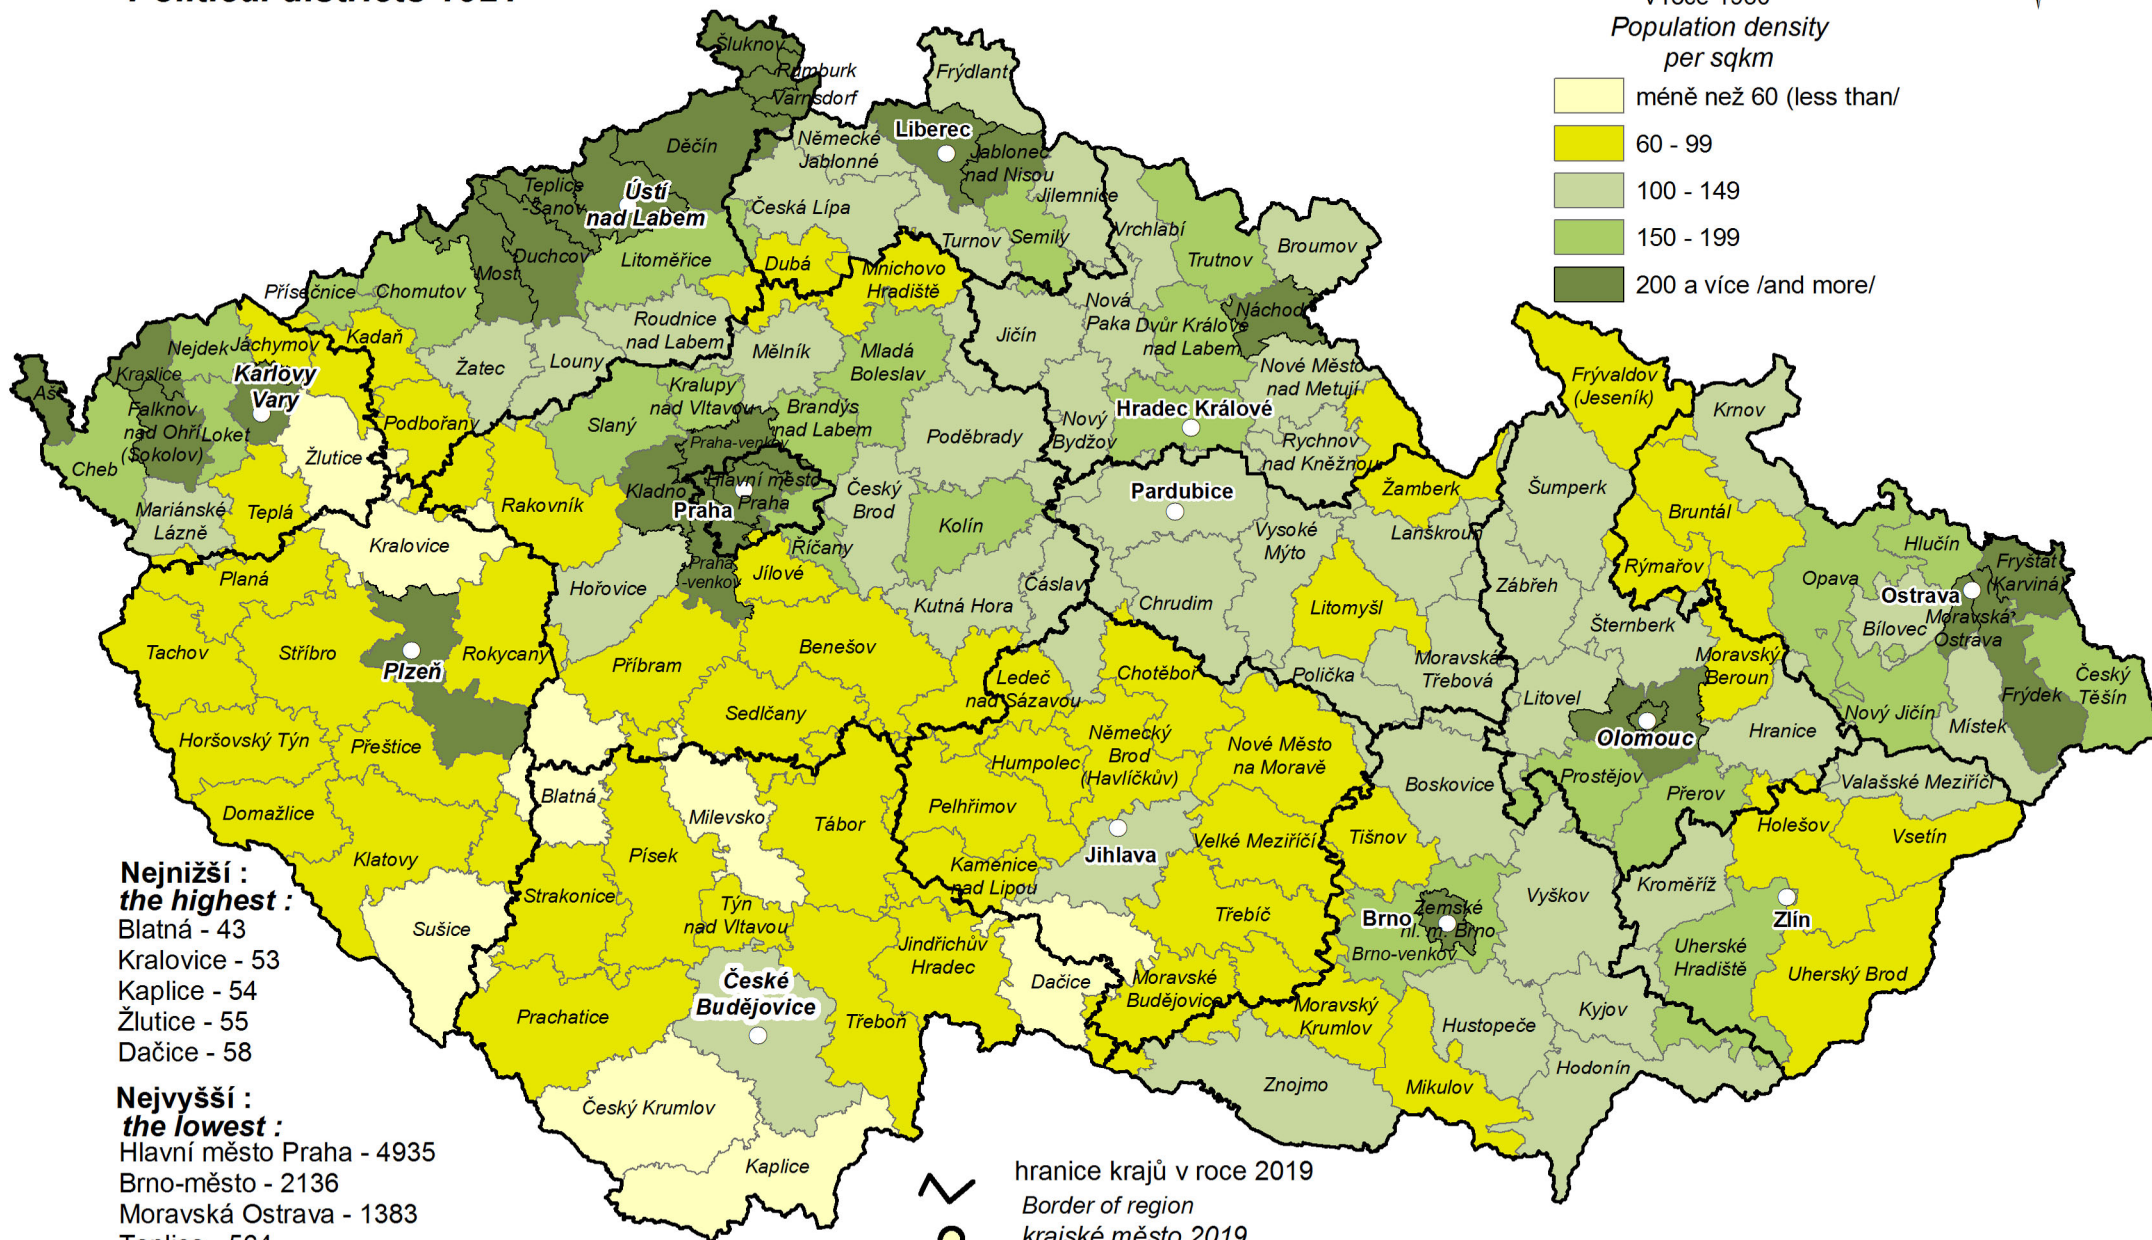 Political districts 1921
v roce 1930
Population density
per sqkm
méně než 60 (less than/
60 - 99
100 - 149
150 - 199
200 a více /and more/
Šluknov
Rumburk
Varnsdorf
Frýdlant
Děčín
Německé
Jablonné
Liberec
Jablonec
nad Nisou
Jilemnice
Teplice
-Šanov
Ústí
nad Labem
Česká Lípa
Turnov
Semily
Vrchlabí
Trutnov
Broumov
Most
Duchcov
Litoměřice
Dubá
Mnichovo
Hradiště
Přísečnice
Chomutov
Roudnice
nad Labem
Mělník
Mladá
Boleslav
Jičín
Nová
Paka
Dvůr Králové
nad Labem
Náchod
Nejdek
Jáchymov
Kadaň
Žatec
Louny
Nové Město
nad Metují
Frývaldov
(Jeseník)
Krnov
Aš
Kraslice
Karlovy
Vary
Falknov
nad Ohří
(Sokolov)
Loket
Podbořany
Slaný
Kralupy
nad Vltavou
Brandýs
nad Labem
Poděbrady
Nový
Bydžov
Hradec Králové
Rychnov
nad Kněžnou
Cheb
Žlutice
Praha-venkov
Kladno
Hlavní město
Praha
Praha
Český
Brod
Pardubice
Žamberk
Šumperk
Mariánské
Lázně
Teplá
Rakovník
Kolín
Vysoké
Mýto
Lanškroun
Bruntál
Hlučín
Kralovice
Říčany
Planá
Hořovice
Praha
-venkov
Jílové
Čáslav
Kutná Hora
Chrudim
Litomyšl
Zábřeh
Rýmařov
Opava
Ostrava
Fryštát
(Karviná)
Šternberk
Bílovec
Moravská
Ostrava
Tachov
Stříbro
Plzeň
Rokycany
Příbram
Benešov
Ledeč
nad Sázavou
Chotěboř
Polička
Moravská
Třebová
Litovel
Moravský
Beroun
Frýdek
Český
Těšín
Horšovský Týn
Přeštice
Sedlčany
Humpolec
Německý
Brod
(Havlíčkův)
Nové Město
na Moravě
Olomouc
Hranice
Nový Jičín
Místek
Domažlice
Blatná
Milevsko
Tábor
Pelhřimov
Boskovice
Prostějov
Přerov
Valašské Meziříčí
Klatovy
Písek
Jihlava
Velké Meziříčí
Tišnov
Holešov
Vsetín
Kamenice
nad Lipou
Strakonice
Sušice
Týn
nad Vltavou
Třebíč
Brno
Zemské
hl. m. Brno
Brno-venkov
Vyškov
Kroměříž
Zlín
Jindřichův
Hradec
Dačice
Moravské
Budějovice
Uherské
Hradiště
Uherský Brod
Prachatice
České
Budějovice
Třeboň
Moravský
Krumlov
Hustopeče
Kyjov
Český Krumlov
Znojmo
Mikulov
Hodonín
Kaplice
Nejnižší :
the highest :
Blatná - 43
Kralovice - 53
Kaplice - 54
Žlutice - 55
Dačice - 58
Nejvyšší :
the lowest :
Hlavní město Praha - 4935
Brno-město - 2136
Moravská Ostrava - 1383
hranice krajů v roce 2019
Border of region
krajské město 2019